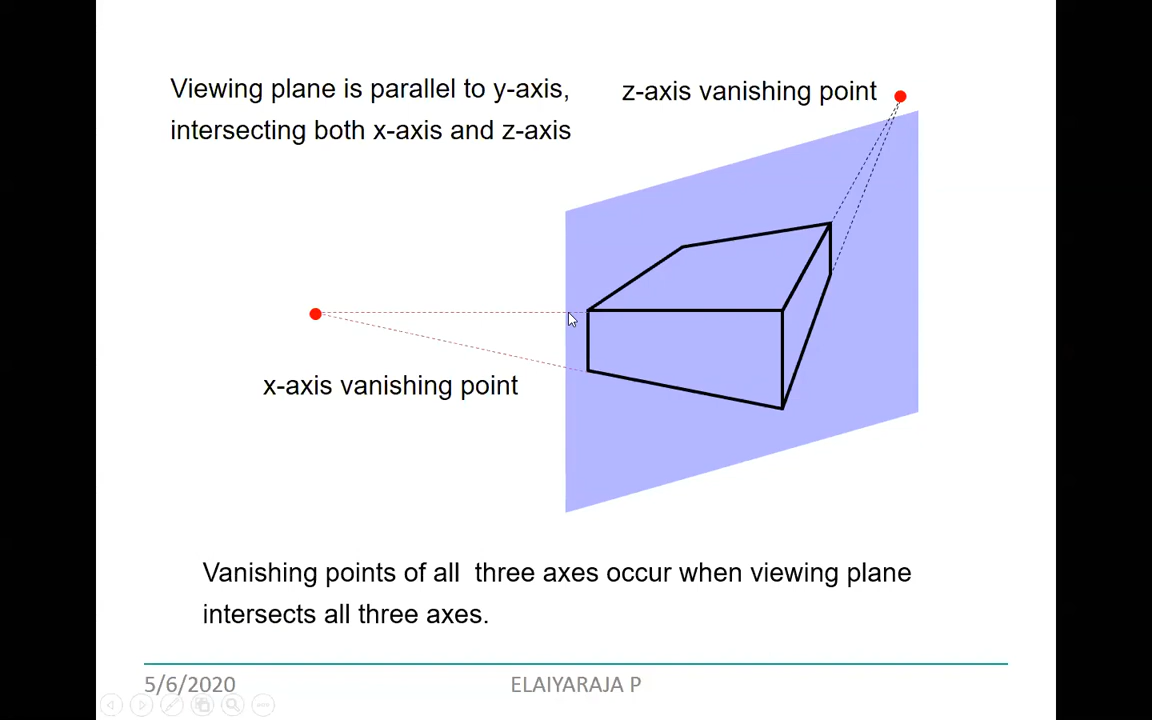 Viewing plane is parallel to y-axis,
intersecting both x-axis and z-axis
z-axis vanishing point
x-axis vanishing point
Vanishing points of all  three axes occur when viewing plane
intersects all three axes.
5/6/2020
ELAIYARAJA P